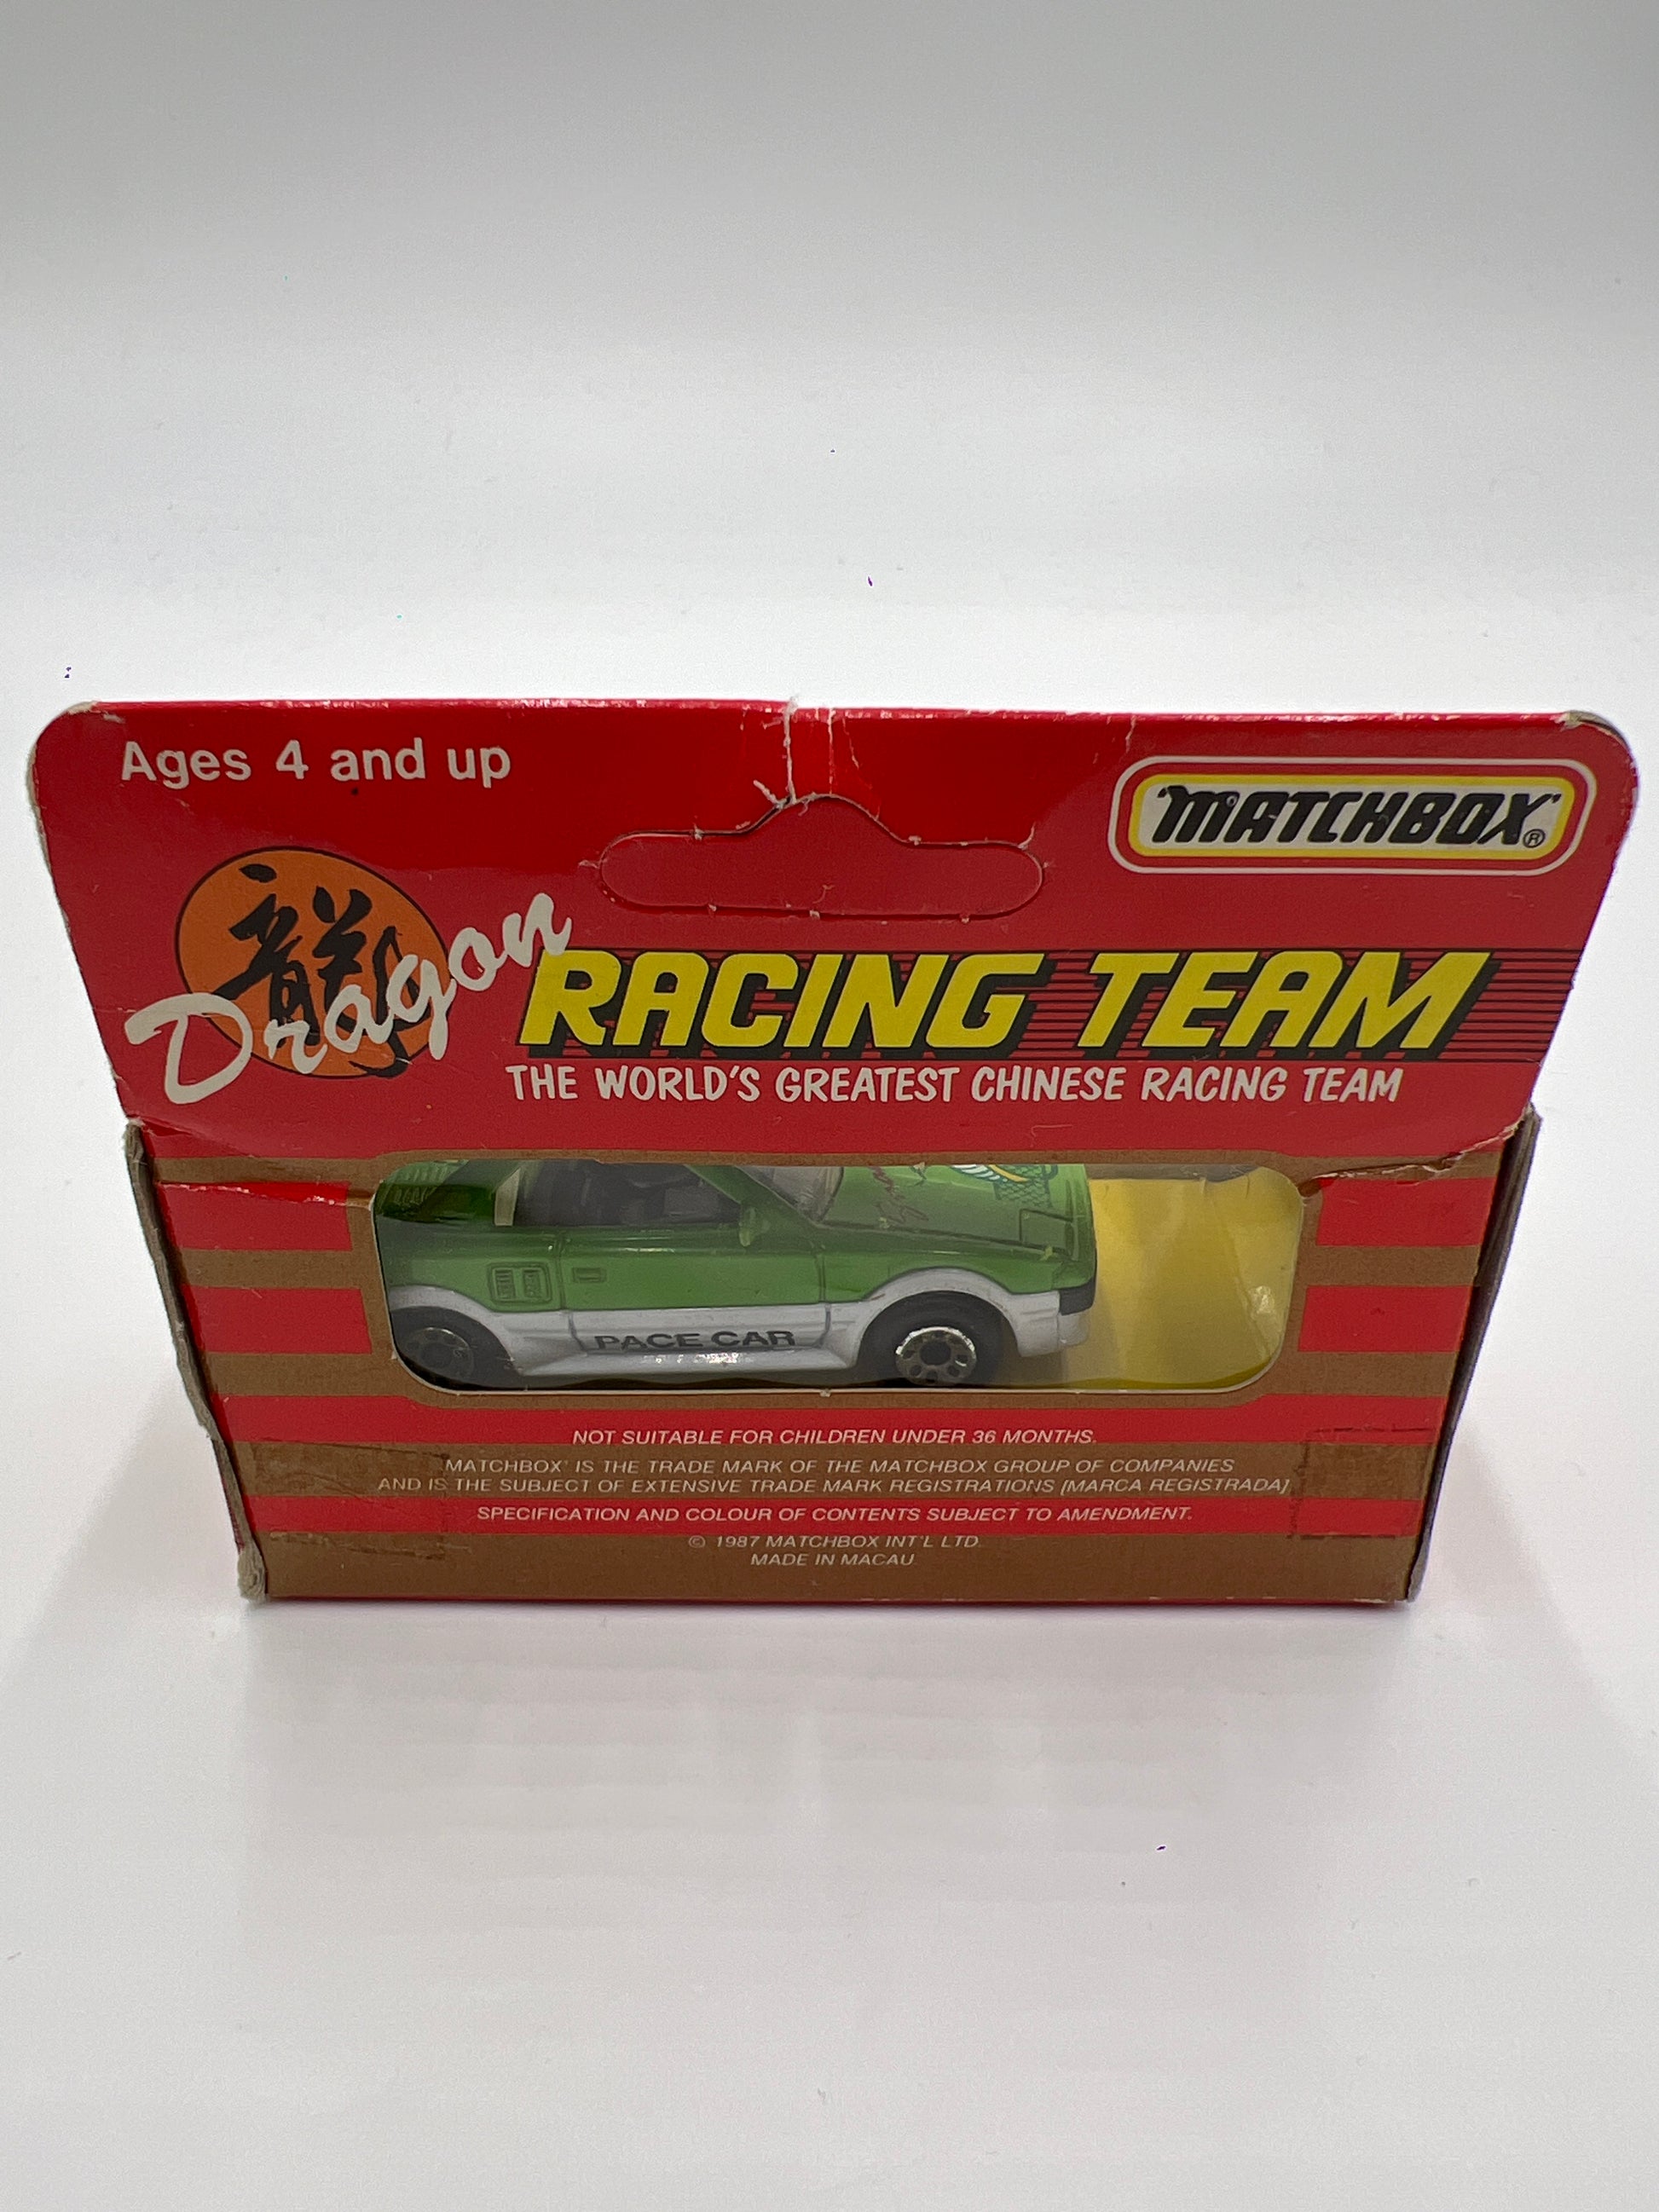 Ages 4 and up
"MATCHBOX"®
龍
Dragon
RACING TEAM
THE WORLD'S GREATEST CHINESE RACING TEAM
PACE CAR
NOT SUITABLE FOR CHILDREN UNDER 36 MONTHS.
'MATCHBOX' IS THE TRADE MARK OF THE MATCHBOX GROUP OF COMPANIES
AND IS THE SUBJECT OF EXTENSIVE TRADE MARK REGISTRATIONS [MARCA REGISTRADA]
SPECIFICATION AND COLOUR OF CONTENTS SUBJECT TO AMENDMENT.
© 1987 MATCHBOX INT'L LTD.
MADE IN MACAU